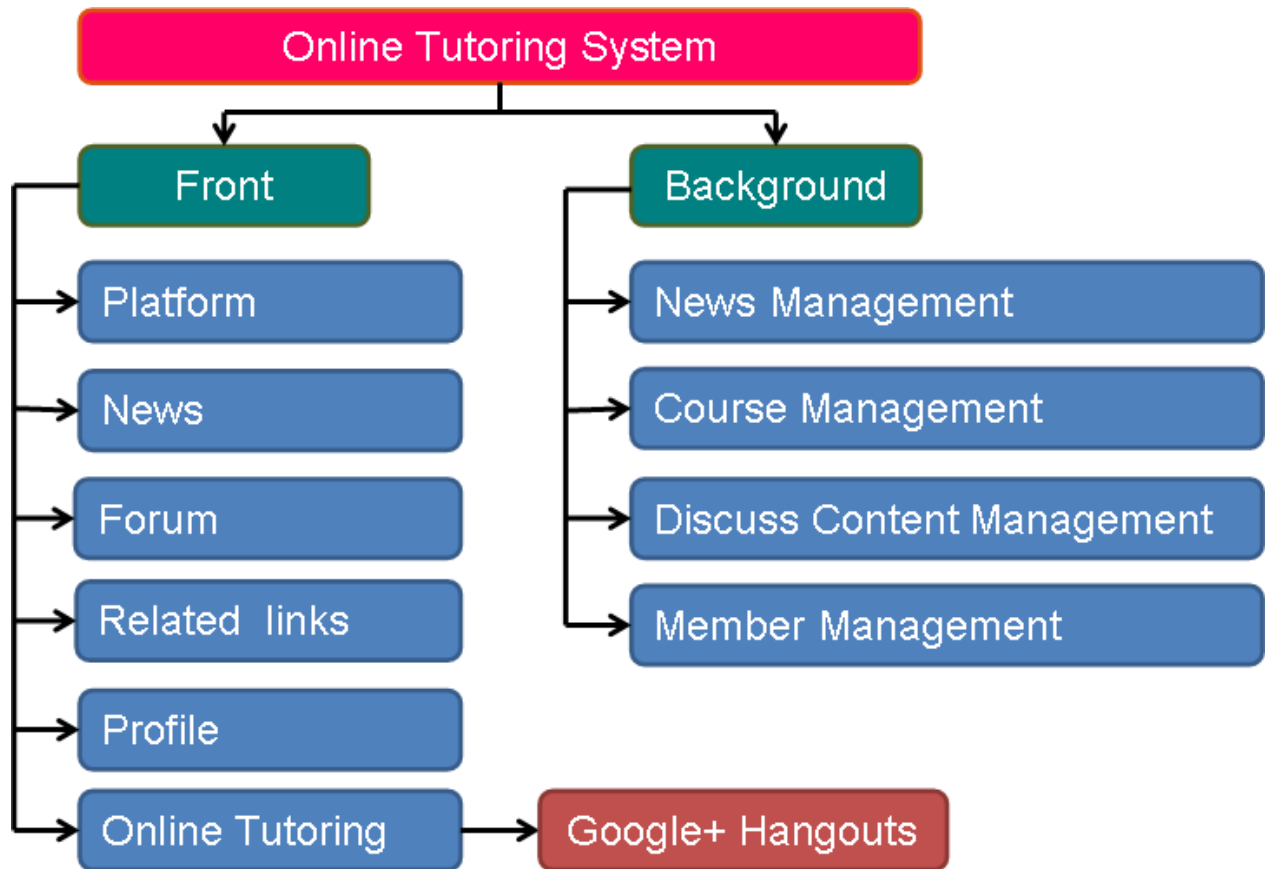 Online Tutoring System
Front
Background
Platform
News
Forum
Related links
Profile
Online Tutoring
Google+ Hangouts
News Management
Course Management
Discuss Content Management
Member Management